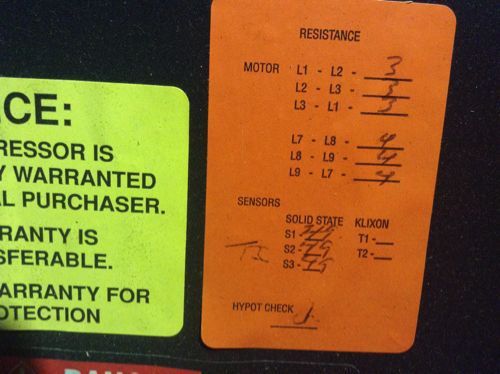 CE:
RESSOR IS
Y WARRANTED
AL PURCHASER.
RANTY IS
SFERABLE.
ARRANTY FOR
OTECTION
RESISTANCE
MOTOR L1 - L2 - 3
L2 - L3 - 3
L3 - L1 - 3
L7 - L8 - 4
L8 - L9 - 4
L9 - L7 - 4
SENSORS
SOLID STATE KLIXON
S1 T1 -
S2 - T2 -
S3 -
HYPOT CHECK